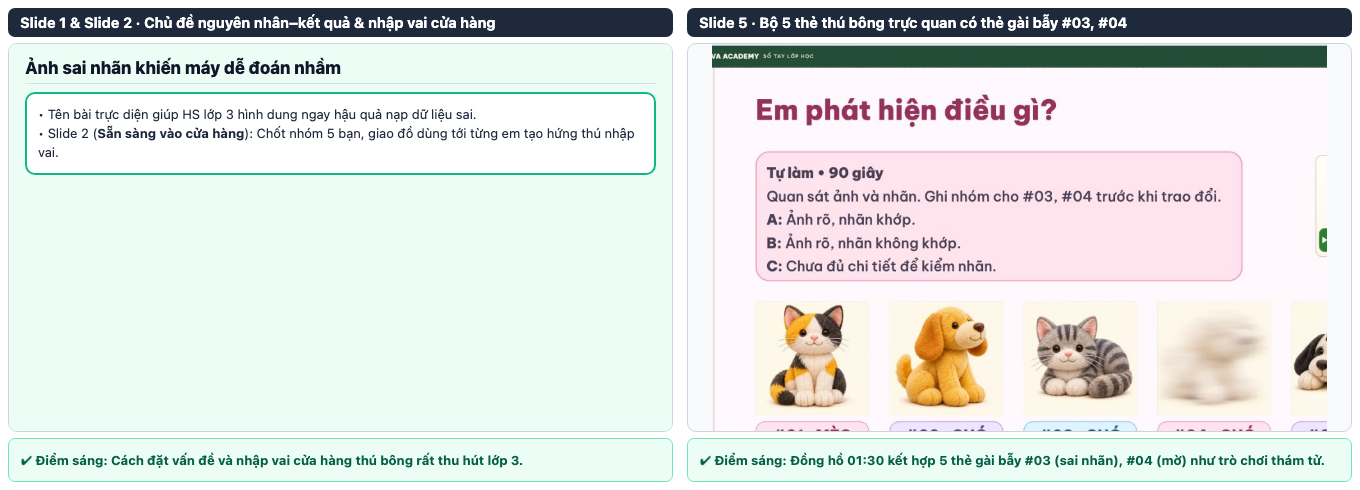 Slide 1 & Slide 2 · Chủ đề nguyên nhân–kết quả & nhập vai cửa hàng
Ảnh sai nhãn khiến máy dễ đoán nhầm
• Tên bài trực diện giúp HS lớp 3 hình dung ngay hậu quả nạp dữ liệu sai.
• Slide 2 (Sẵn sàng vào cửa hàng): Chốt nhóm 5 bạn, giao đồ dùng tới từng em tạo hứng thú nhập
vai.
✔ Điểm sáng: Cách đặt vấn đề và nhập vai cửa hàng thú bông rất thu hút lớp 3.
Slide 5 · Bộ 5 thẻ thú bông trực quan có thẻ gài bẫy #03, #04
VA ACADEMY SỔ TAY LỚP HỌC
Em phát hiện điều gì?
Tự làm • 90 giây
Quan sát ảnh và nhãn. Ghi nhóm cho #03, #04 trước khi trao đổi.
A: Ảnh rõ, nhãn khớp.
B: Ảnh rõ, nhãn không khớp.
C: Chưa đủ chi tiết để kiểm nhãn.
✔ Điểm sáng: Đồng hồ 01:30 kết hợp 5 thẻ gài bẫy #03 (sai nhãn), #04 (mờ) như trò chơi thám tử.